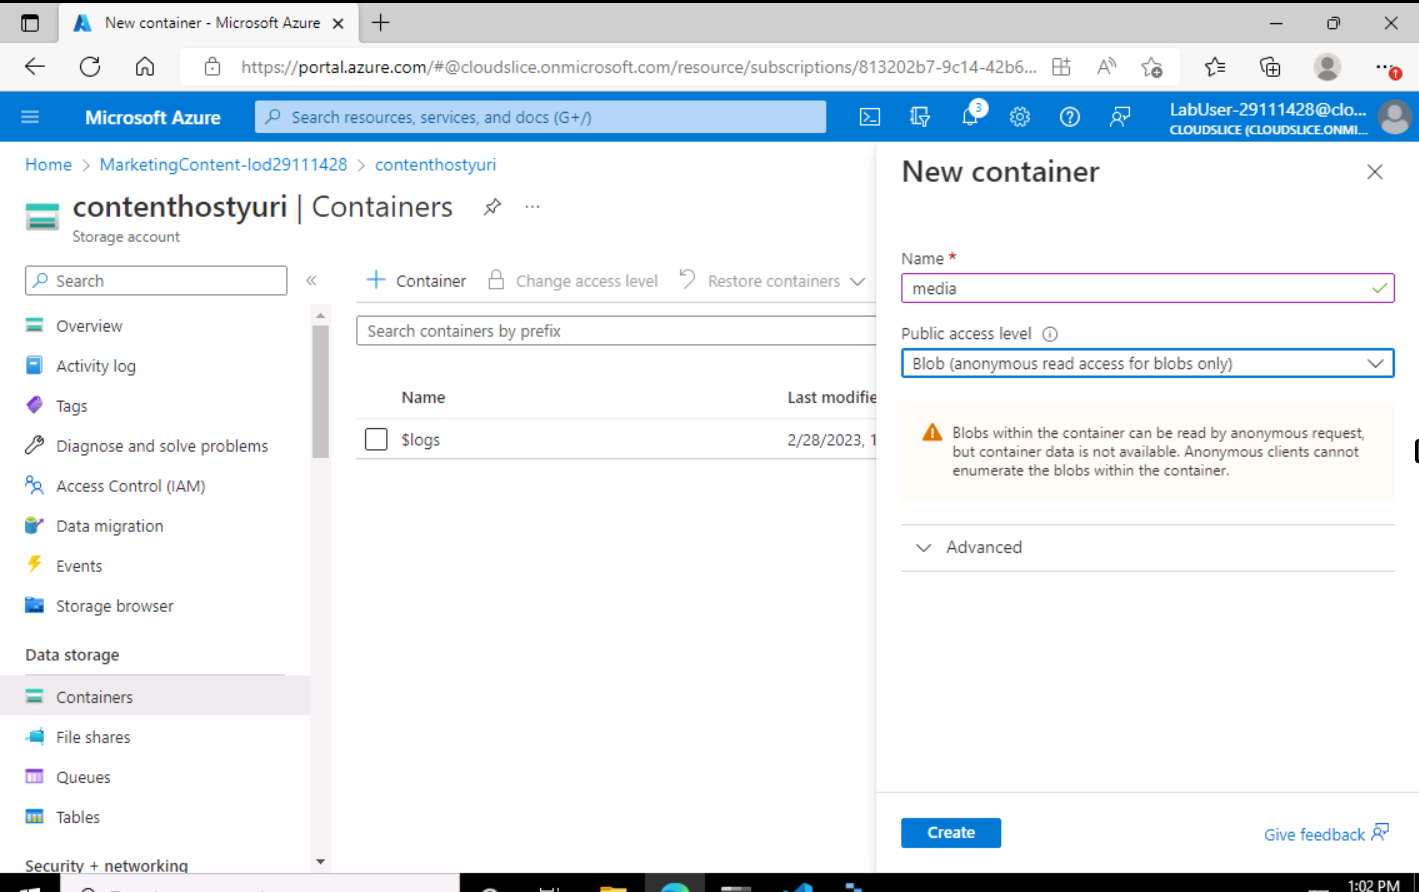 New container - Microsoft Azure
https://portal.azure.com/#@cloudslice.onmicrosoft.com/resource/subscriptions/813202b7-9c14-42b6...
Microsoft Azure
Search resources, services, and docs (G+/)
3
LabUser-29111428@clo...
CLOUDSLICE (CLOUDSLICE.ONMI...
Home > MarketingContent-lod29111428 > contenthostyuri
contenthostyuri | Containers
...
Storage account
Search
«
Overview
Activity log
Tags
Diagnose and solve problems
Access Control (IAM)
Data migration
Events
Storage browser
Data storage
Containers
File shares
Queues
Tables
Security + networking
+ Container
Change access level
Restore containers
Search containers by prefix
Name
Last modifie
$logs
2/28/2023, 1
New container
Name *
media
Public access level
Blob (anonymous read access for blobs only)
Blobs within the container can be read by anonymous request,
but container data is not available. Anonymous clients cannot
enumerate the blobs within the container.
Advanced
Create
Give feedback
1:02 PM